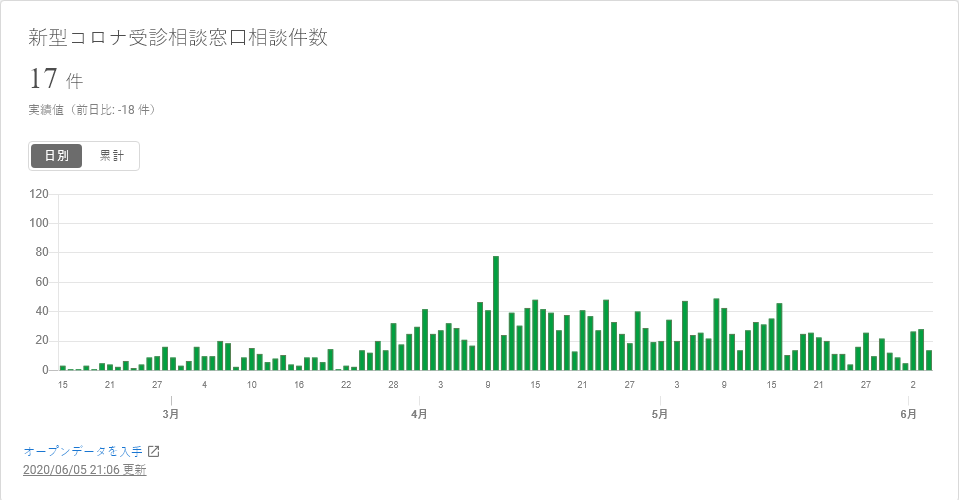 新型コロナ受診相談窓口相談件数
17 件
実績値（前日比: -18 件）
日別 累計
120
100
80
60
40
20
0
15 21 27 4 10 16 22 28 3 9 15 21 27 3 9 15 21 27 2
3月 4月 5月 6月
オープンデータを入手
2020/06/05 21:06 更新